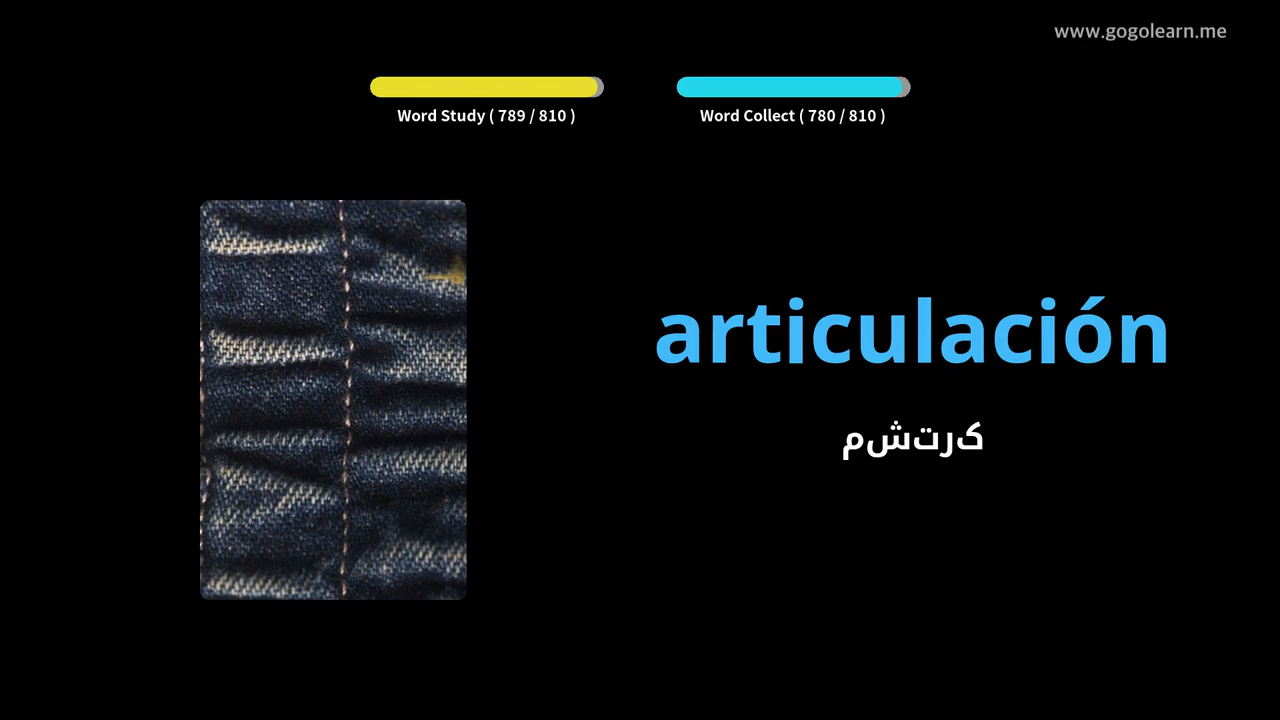 www.gogolearn.me
Word Study ( 789 / 810 )
Word Collect ( 780 / 810 )
articulación
کرتشم